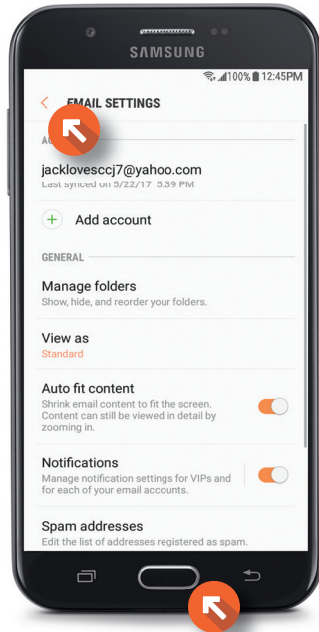 SAMSUNG
100% 12:45PM
EMAIL SETTINGS
jacklovesccj7@yahoo.com
Last synced on 5/22/17 5:39 PM
Add account
GENERAL
Manage folders
Show, hide, and reorder your folders.
View as
Standard
Auto fit content
Shrink email content to fit the screen.
Content can still be viewed in detail by
zooming in.
Notifications
Manage notification settings for VIPs and
for each of your email accounts.
Spam addresses
Edit the list of addresses registered as spam.